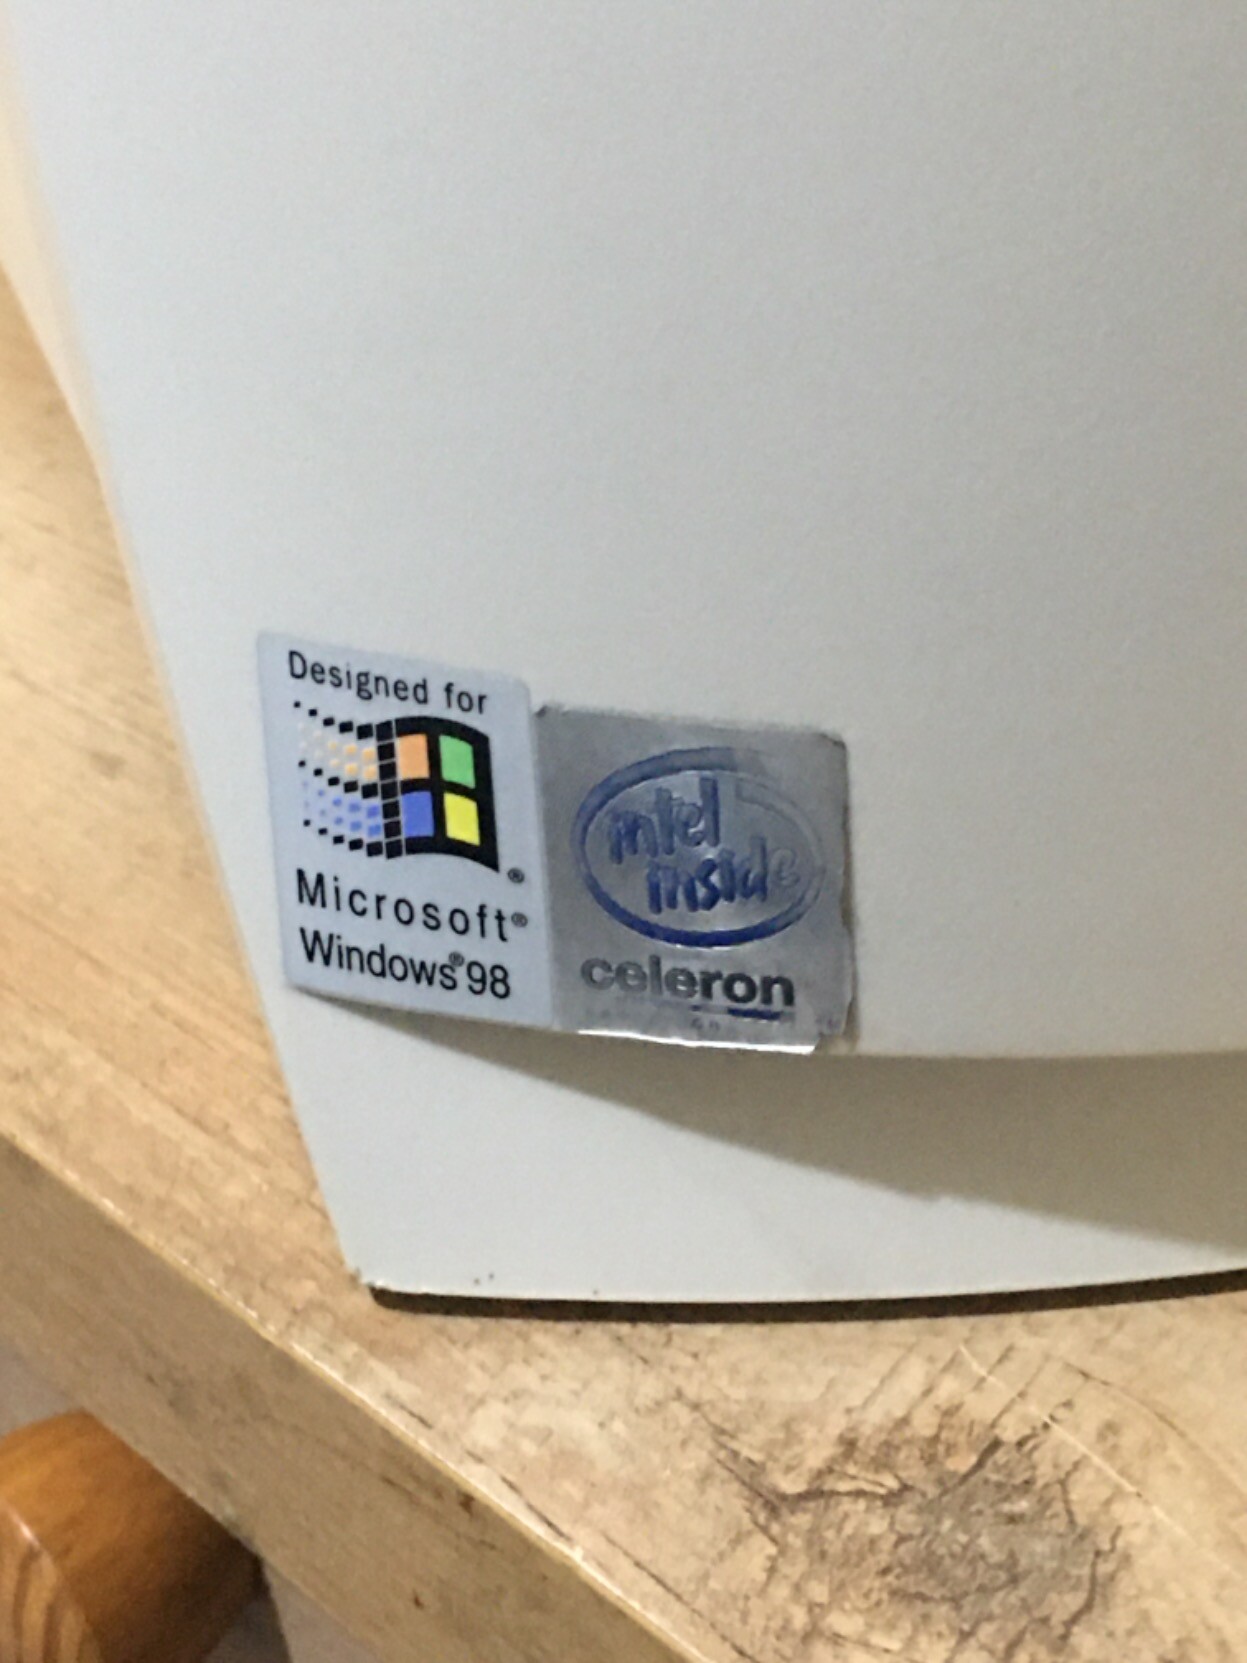 Designed for
Microsoft®
Windows®98
intel
inside
celeron